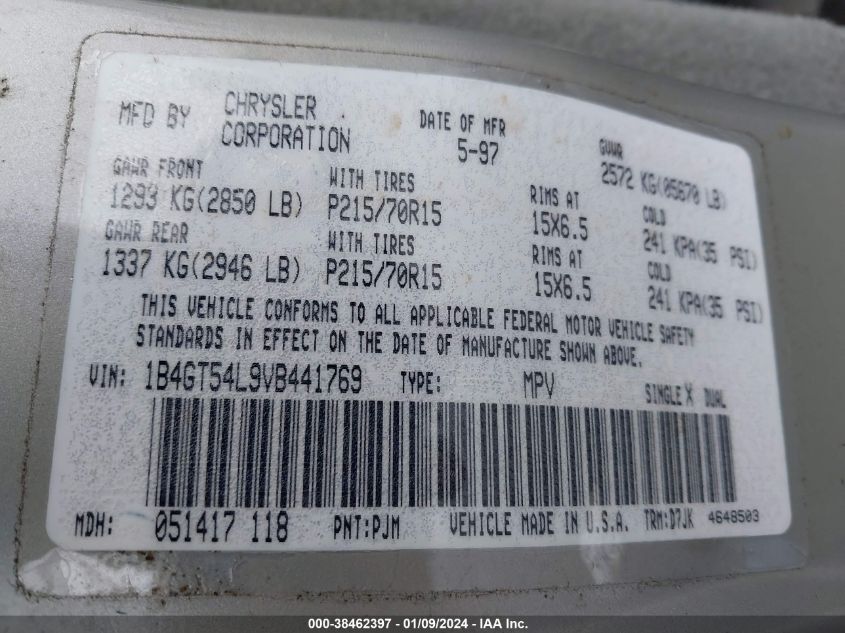 MFD BY CHRYSLER CORPORATION DATE OF MFR 5-97 GVWR 2572 KG(05670 LB)
GAWR FRONT WITH TIRES RIMS AT COLD
1293 KG(2850 LB) P215/70R15 15X6.5 241 KPA(35 PSI)
GAWR REAR WITH TIRES RIMS AT COLD
1337 KG(2946 LB) P215/70R15 15X6.5 241 KPA(35 PSI)
THIS VEHICLE CONFORMS TO ALL APPLICABLE FEDERAL MOTOR VEHICLE SAFETY
STANDARDS IN EFFECT ON THE DATE OF MANUFACTURE SHOWN ABOVE.
VIN: 1B4GT54L9VB441769 TYPE: MPV SINGLE X DUAL
MDH: 051417 118 PNT:PJM VEHICLE MADE IN U.S.A. TRM:D7JK 4648503
000-38462397 - 01/09/2024 - IAA Inc.